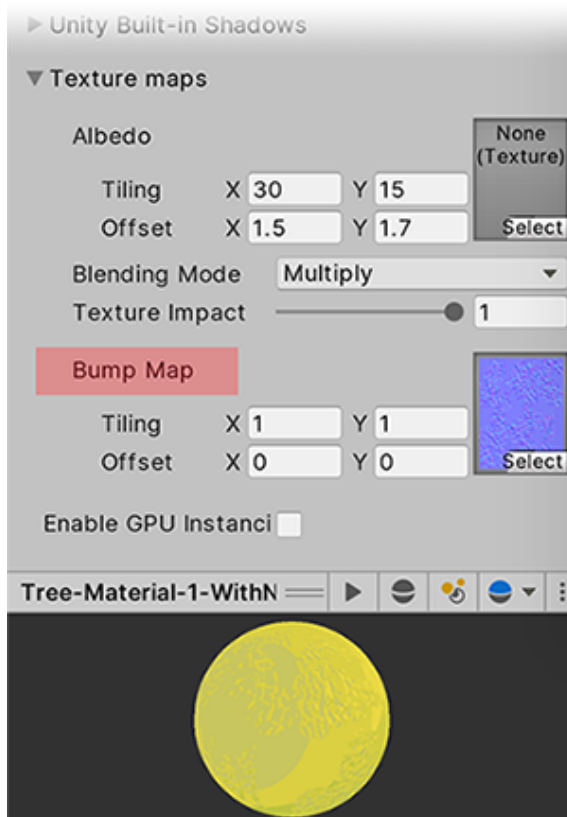 Unity Built-in Shadows
Texture maps
Albedo
None
(Texture)
Tiling X 30 Y 15
Offset X 1.5 Y 1.7
Select
Blending Mode Multiply
Texture Impact 1
Bump Map
Tiling X 1 Y 1
Offset X 0 Y 0
Select
Enable GPU Instanci
Tree-Material-1-WithN